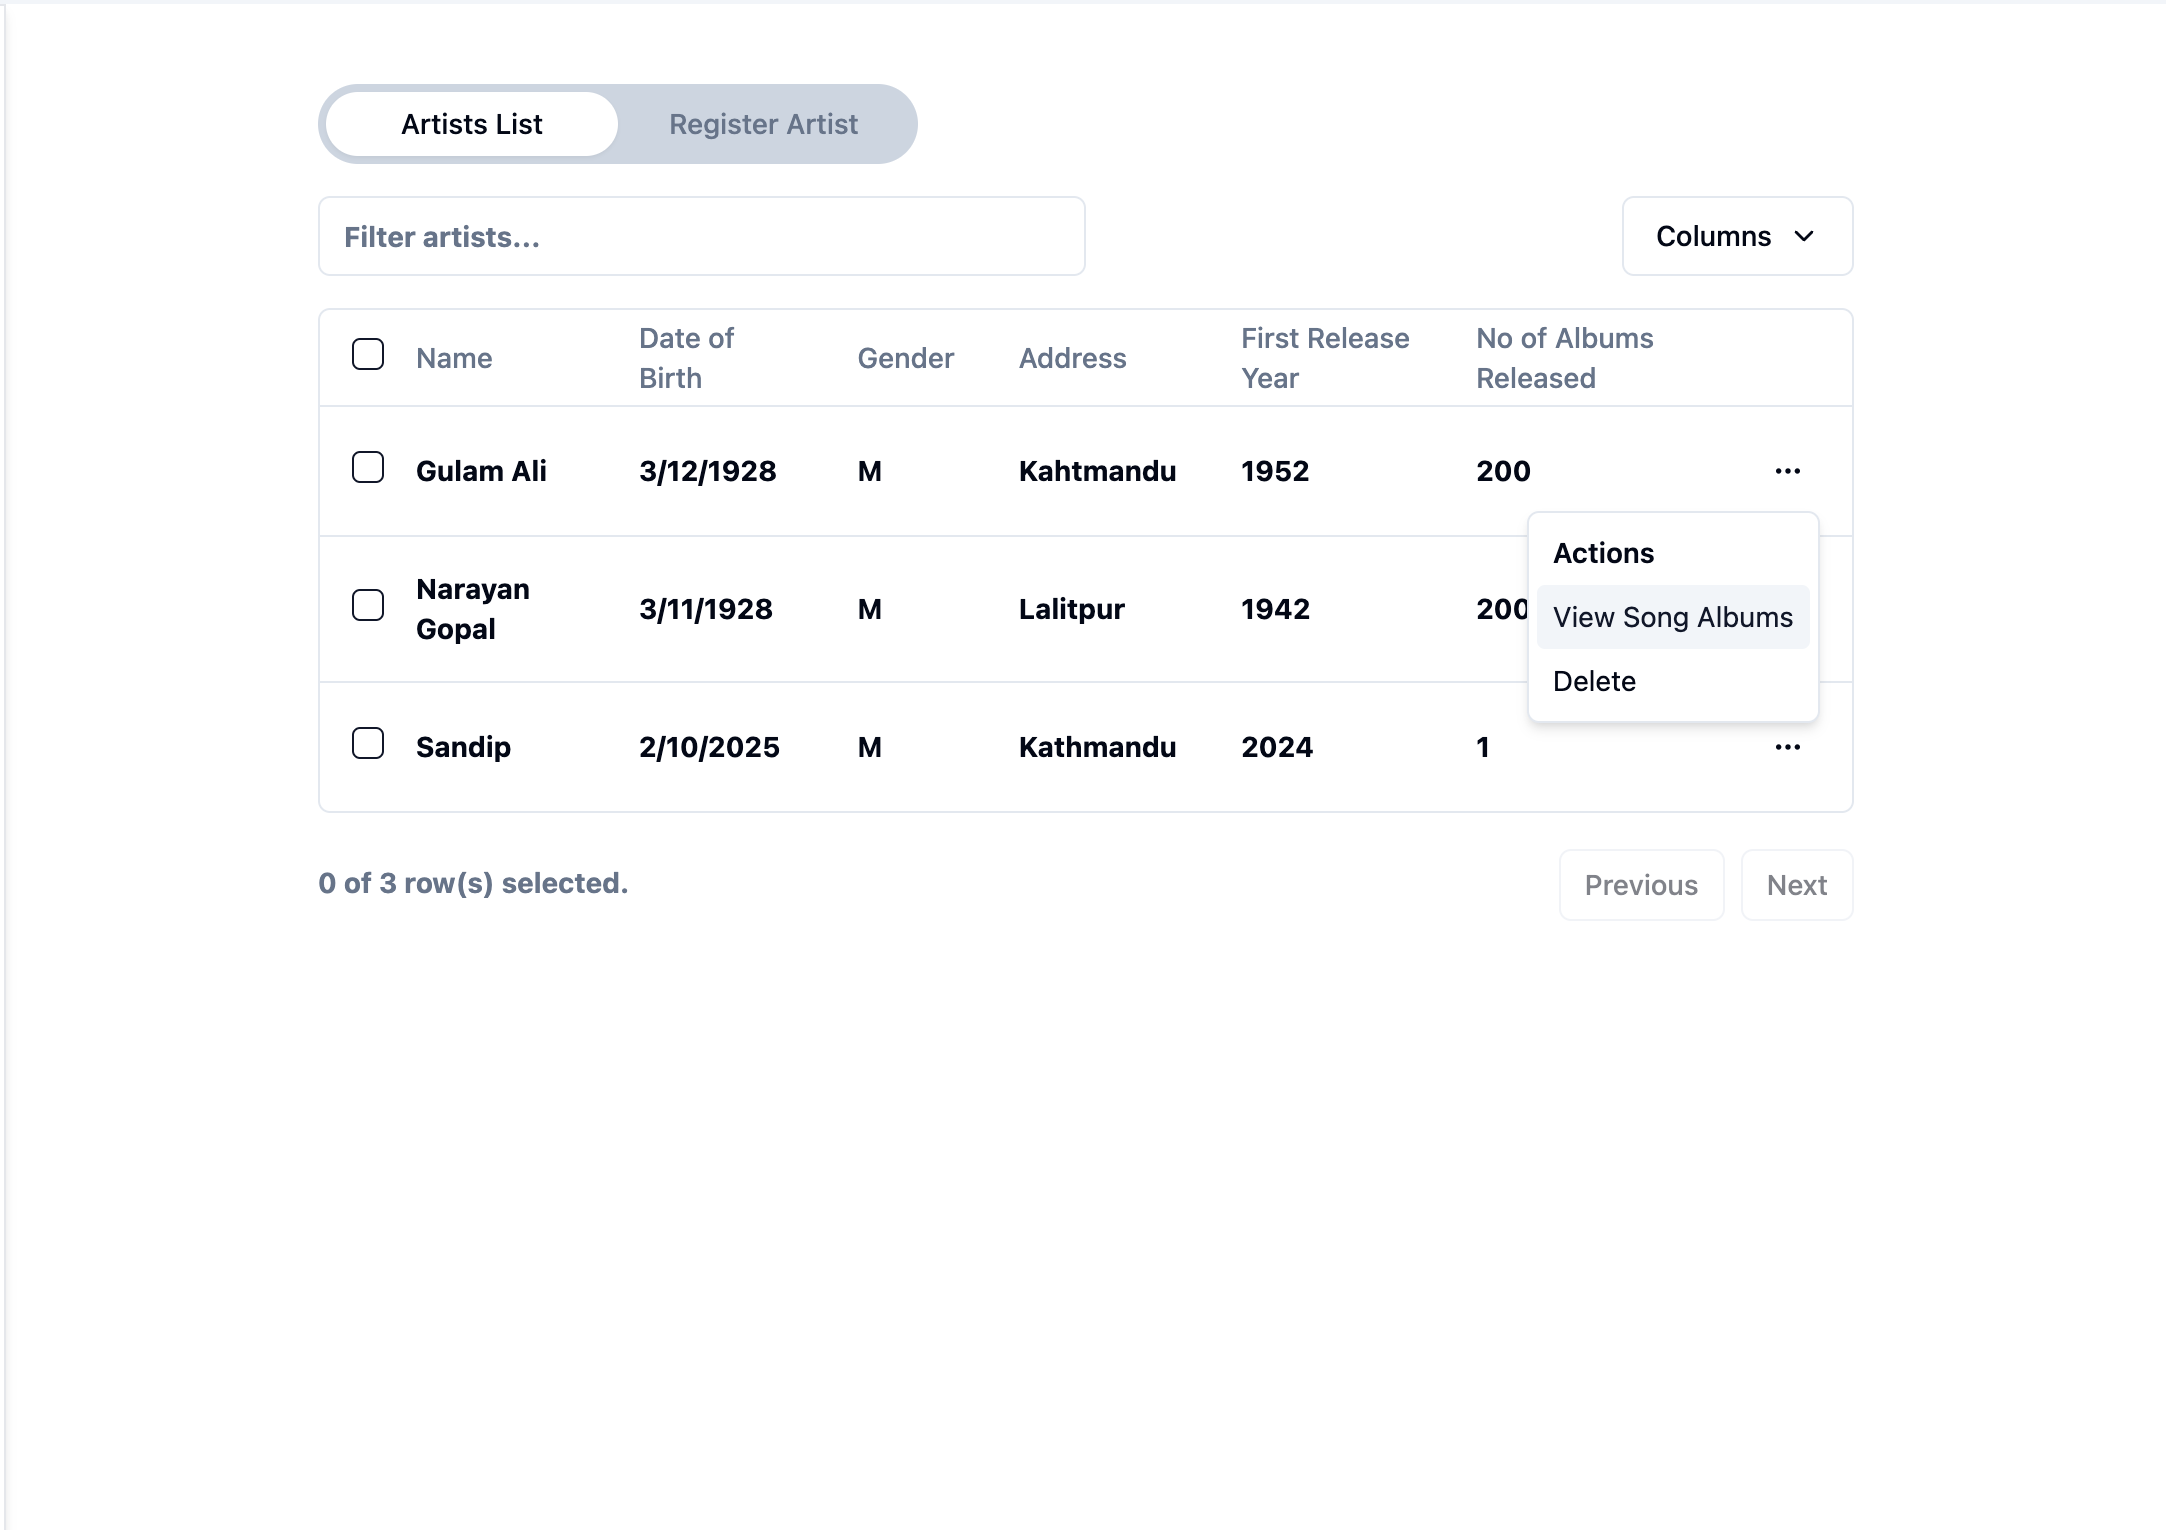 Artists List Register Artist
Filter artists...
Columns
Name Date of Birth Gender Address First Release Year No of Albums Released
Gulam Ali 3/12/1928 M Kahtmandu 1952 200 ...
Narayan Gopal 3/11/1928 M Lalitpur 1942 200
Sandip 2/10/2025 M Kathmandu 2024 1 ...
Actions
View Song Albums
Delete
0 of 3 row(s) selected.
Previous Next